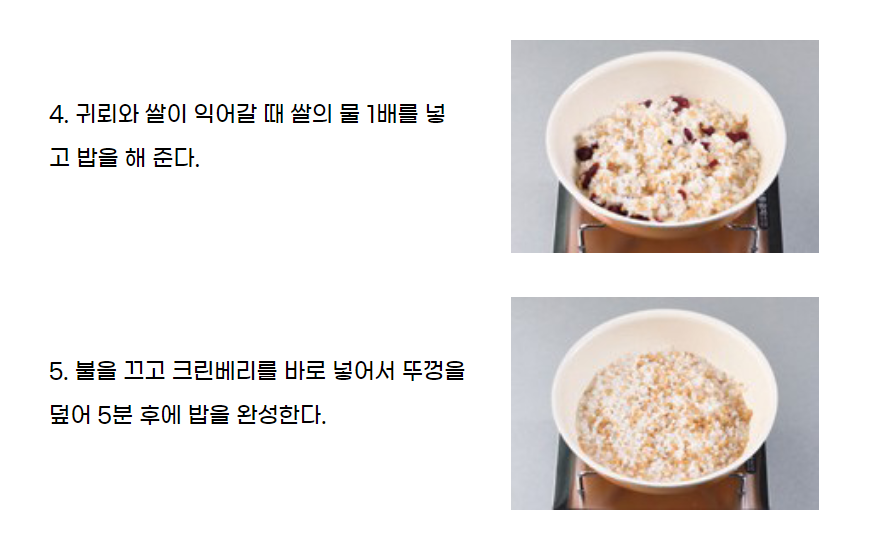 4. 귀뢰와 쌀이 익어갈 때 쌀의 물 1배를 넣
고 밥을 해 준다.
5. 불을 끄고 크린베리를 바로 넣어서 뚜껑을
덮어 5분 후에 밥을 완성한다.